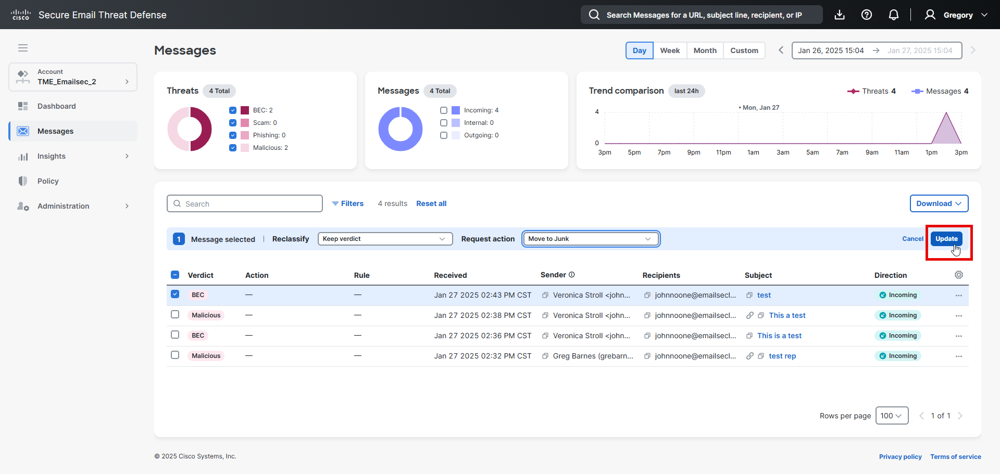 cisco Secure Email Threat Defense
Search Messages for a URL, subject line, recipient, or IP
Gregory
Account
TME_Emailsec_2
Dashboard
Messages
Insights
Policy
Administration
Messages
Day Week Month Custom
Jan 26, 2025 15:04 → Jan 27, 2025 15:04
Threats 4 Total
BEC: 2
Scam: 0
Phishing: 0
Malicious: 2
Messages 4 Total
Incoming: 4
Internal: 0
Outgoing: 0
Trend comparison last 24h
Threats 4 Messages 4
• Mon, Jan 27
4
0
3pm 5pm 7pm 9pm 11pm 1am 3am 5am 7am 9am 11am 1pm 3pm
Search Filters 4 results Reset all Download
1 Message selected | Reclassify Keep verdict Request action Move to Junk Cancel Update
Verdict Action Rule Received Sender Recipients Subject Direction
BEC — — Jan 27 2025 02:43 PM CST Veronica Stroll <john... johnnoone@emailsecl... test Incoming ...
Malicious — — Jan 27 2025 02:38 PM CST Veronica Stroll <john... johnnoone@emailsecl... This a test Incoming ...
BEC — — Jan 27 2025 02:36 PM CST Veronica Stroll <john... johnnoone@emailsecl... This is a test Incoming ...
Malicious — — Jan 27 2025 02:32 PM CST Greg Barnes (grebarn... johnnoone@emailsecl... test rep Incoming ...
Rows per page 100 1 of 1
© 2025 Cisco Systems, Inc.
Privacy policy Terms of service